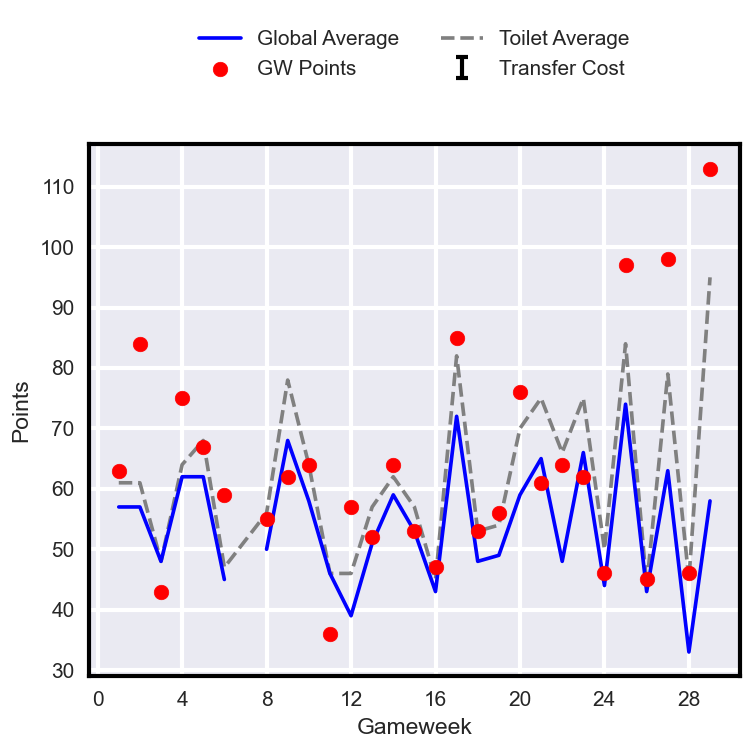 Global Average
Toilet Average
GW Points
Transfer Cost
110
100
90
80
70
60
50
40
30
Points
0 4 8 12 16 20 24 28
Gameweek